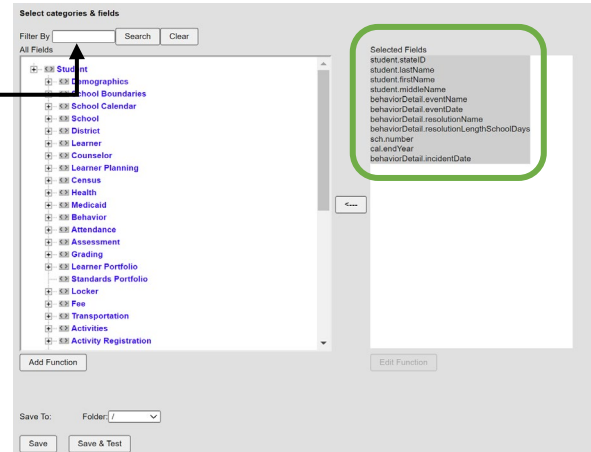 Select categories & fields
Filter By Search Clear
All Fields
Student
Demographics
School Boundaries
School Calendar
School
District
Learner
Counselor
Learner Planning
Census
Health
Medicaid
Behavior
Attendance
Assessment
Grading
Learner Portfolio
Standards Portfolio
Locker
Fee
Transportation
Activities
Activity Registration
Add Function
<---
Selected Fields
student.stateID
student.lastName
student.firstName
student.middleName
behaviorDetail.eventName
behaviorDetail.eventDate
behaviorDetail.resolutionName
behaviorDetail.resolutionLengthSchoolDays
sch.number
cal.endYear
behaviorDetail.incidentDate
Edit Function
Save To: Folder: /
Save Save & Test